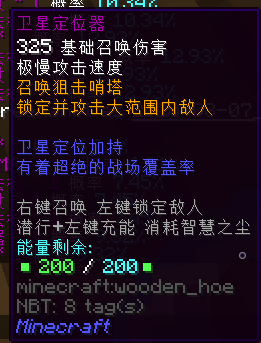 概率 10.34%
卫星定位器
325 基础召唤伤害
极慢攻击速度
召唤狙击哨塔
锁定并攻击大范围内敌人
卫星定位加持
有着超绝的战场覆盖率
右键召唤 左键锁定敌人
潜行+左键充能 消耗智慧之尘
能量剩余:
200 / 200
minecraft:wooden_hoe
NBT: 8 tag(s)
Minecraft